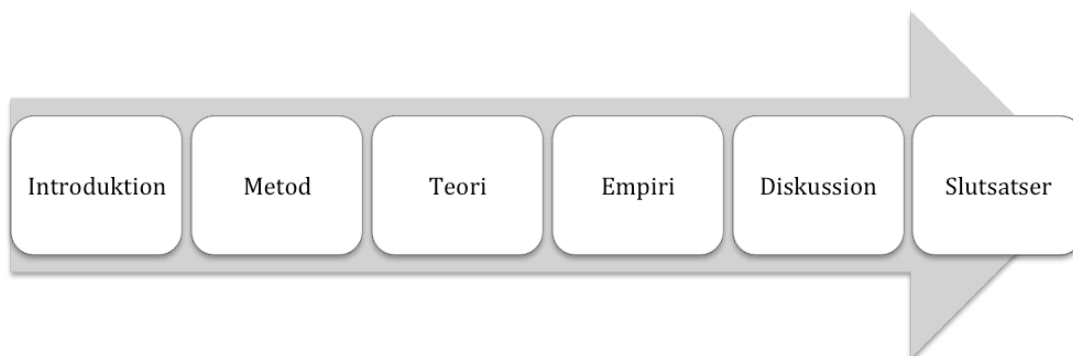 Introduktion
Metod
Teori
Empiri
Diskussion
Slutsatser